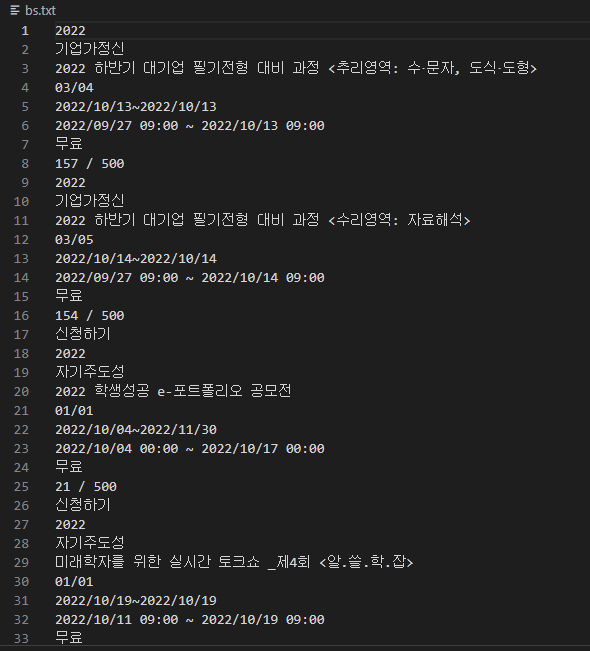 bs.txt
1 2022
2 기업가정신
3 2022 하반기 대기업 필기전형 대비 과정 <추리영역: 수·문자, 도식·도형>
4 03/04
5 2022/10/13~2022/10/13
6 2022/09/27 09:00 ~ 2022/10/13 09:00
7 무료
8 157 / 500
9 2022
10 기업가정신
11 2022 하반기 대기업 필기전형 대비 과정 <수리영역: 자료해석>
12 03/05
13 2022/10/14~2022/10/14
14 2022/09/27 09:00 ~ 2022/10/14 09:00
15 무료
16 154 / 500
17 신청하기
18 2022
19 자기주도성
20 2022 학생성공 e-포트폴리오 공모전
21 01/01
22 2022/10/04~2022/11/30
23 2022/10/04 00:00 ~ 2022/10/17 00:00
24 무료
25 21 / 500
26 신청하기
27 2022
28 자기주도성
29 미래학자를 위한 실시간 토크쇼 _제4회 <알.쓸.학.잡>
30 01/01
31 2022/10/19~2022/10/19
32 2022/10/11 09:00 ~ 2022/10/19 09:00
33 무료